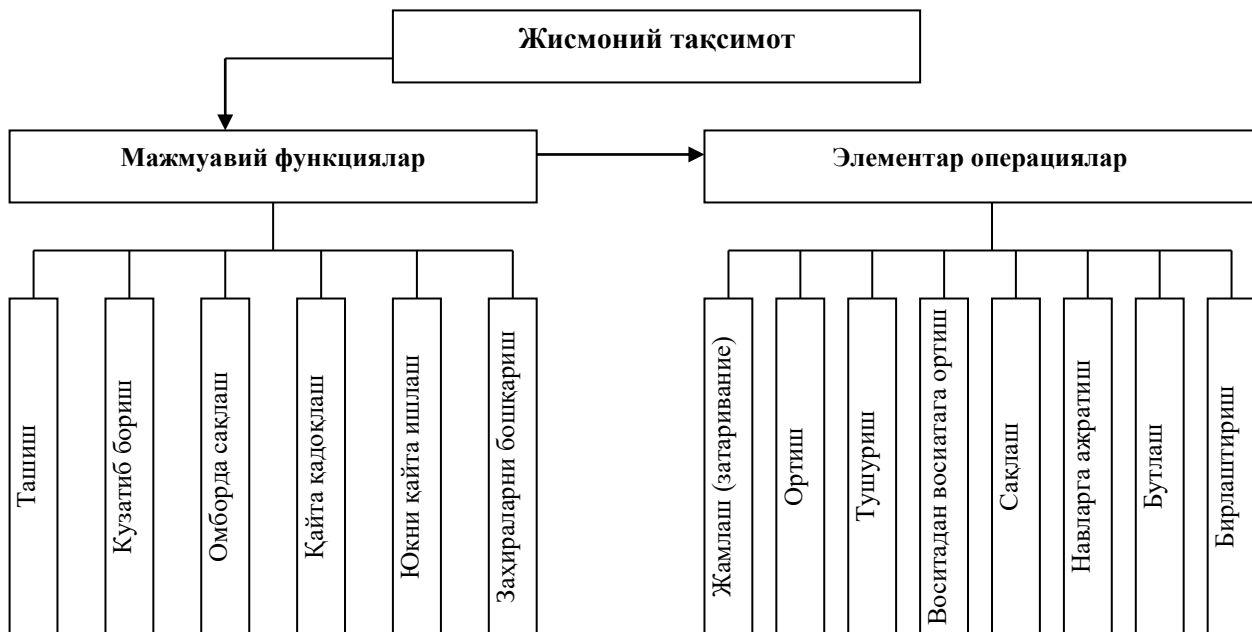 Жисмоний тақсимот
Мажмуавий функциялар
Элементар операциялар
Ташиш
Кузатиб бориш
Омборда сақлаш
Қайта қадоқлаш
Юкни қайта ишлаш
Заҳираларни бошқариш
Жамлаш (затаривание)
Ортиш
Тушуриш
Воситадан восиатага ортиш
Сақлаш
Навларга ажратиш
Бутлаш
Бирлаштириш